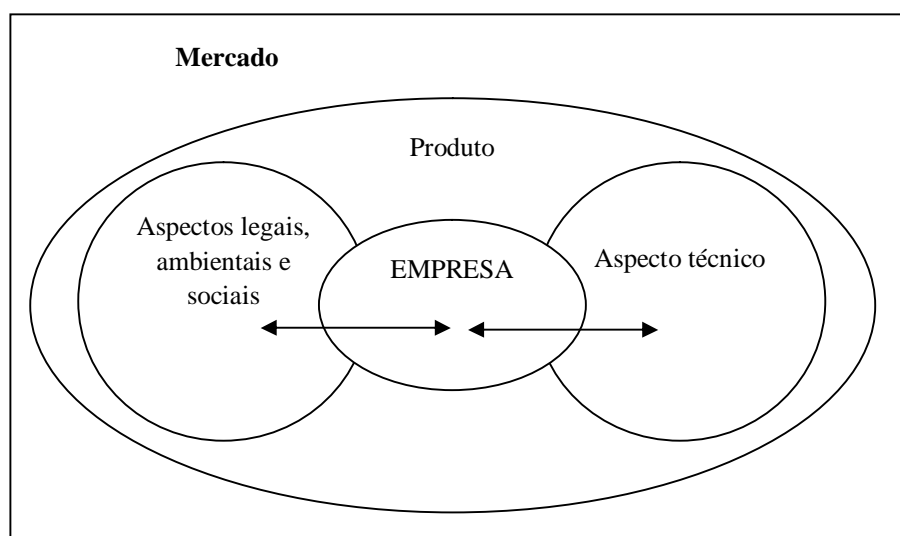 Mercado
Produto
Aspectos legais,
ambientais e
sociais
EMPRESA
Aspecto técnico